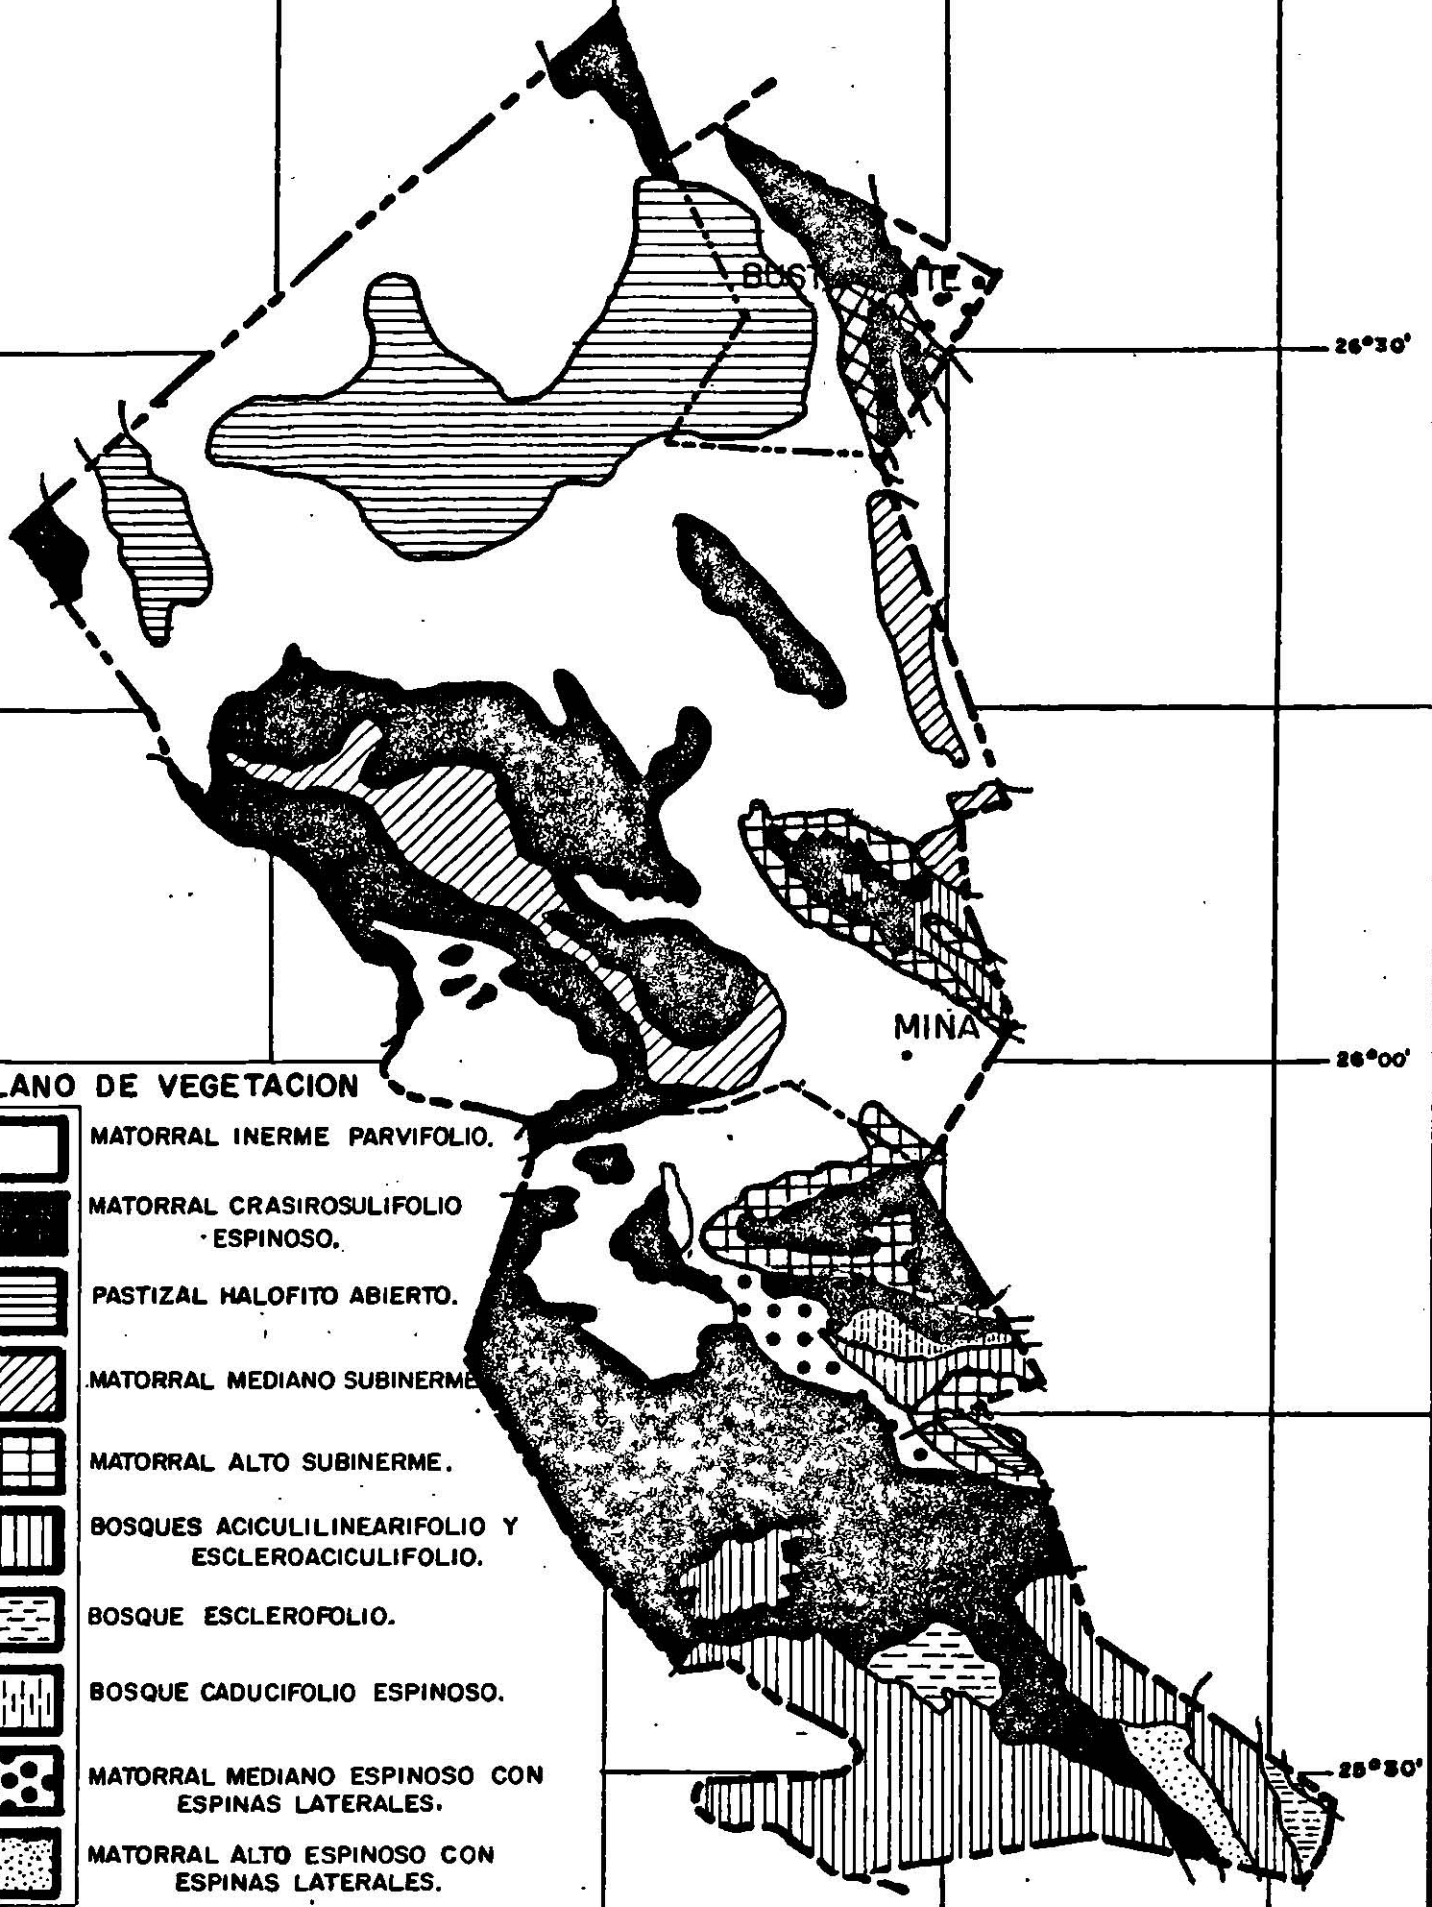 BUST TE
26°30'
MINA
26°00'
LANO DE VEGETACION
MATORRAL INERME PARVIFOLIO.
MATORRAL CRASIROSULIFOLIO
ESPINOSO.
PASTIZAL HALOFITO ABIERTO.
MATORRAL MEDIANO SUBINERME
MATORRAL ALTO SUBINERME.
BOSQUES ACICULILINEARIFOLIO Y
ESCLEROACICULIFOLIO.
BOSQUE ESCLEROFOLIO.
BOSQUE CADUCIFOLIO ESPINOSO.
25°30'
MATORRAL MEDIANO ESPINOSO CON
ESPINAS LATERALES.
MATORRAL ALTO ESPINOSO CON
ESPINAS LATERALES.